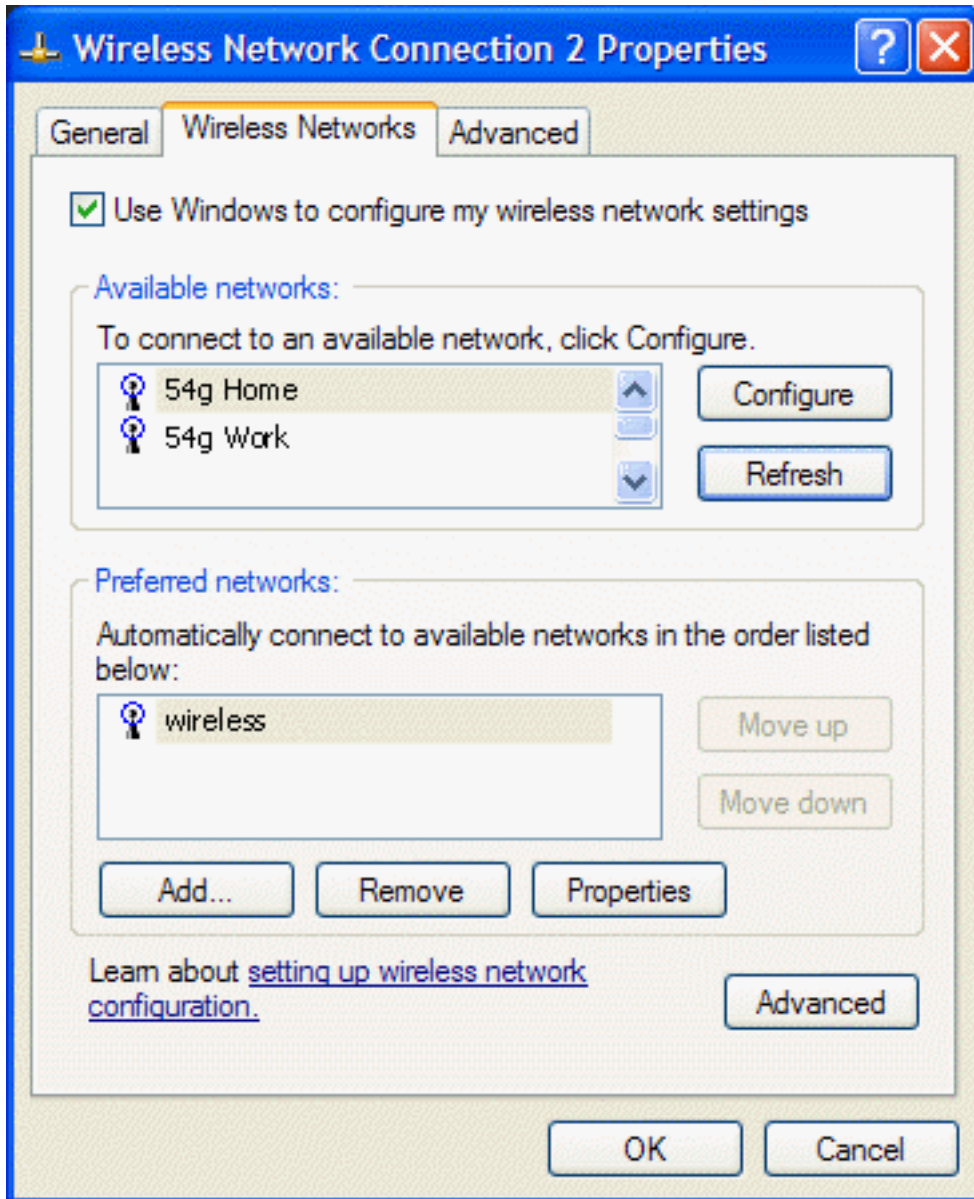 Wireless Network Connection 2 Properties
General Wireless Networks Advanced
Use Windows to configure my wireless network settings
Available networks:
To connect to an available network, click Configure.
54g Home
54g Work
Configure
Refresh
Preferred networks:
Automatically connect to available networks in the order listed
below:
wireless
Move up
Move down
Add... Remove Properties
Learn about setting up wireless network
configuration.
Advanced
OK Cancel